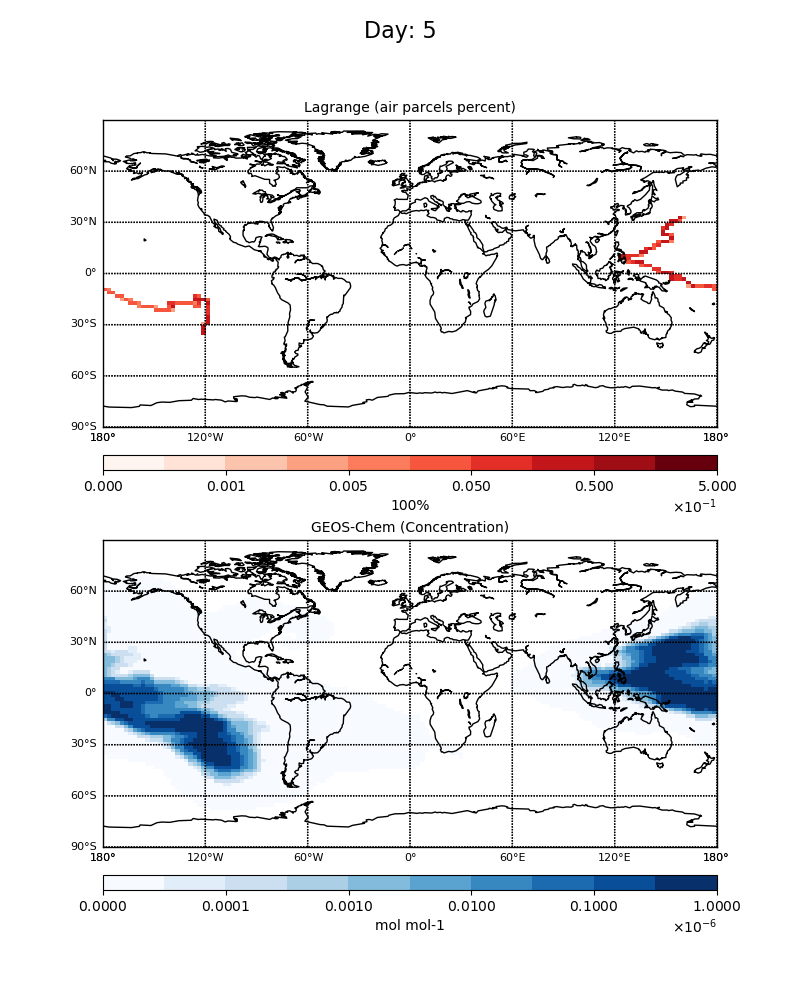 Day: 5
Lagrange (air parcels percent)
60°N
30°N
0°
30°S
60°S
90°S
180° 120°W 60°W 0° 60°E 120°E 180°
0.000 0.001 0.005 0.050 0.500 5.000
100% ×10⁻¹
GEOS-Chem (Concentration)
60°N
30°N
0°
30°S
60°S
90°S
180° 120°W 60°W 0° 60°E 120°E 180°
0.0000 0.0001 0.0010 0.0100 0.1000 1.0000
mol mol-1 ×10⁻⁶